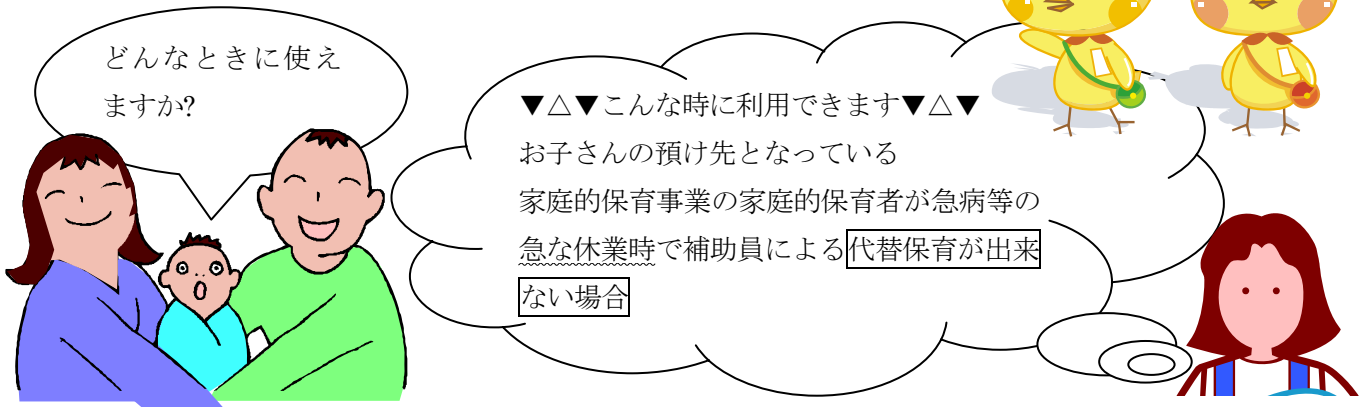 どんなときに使え
ますか?
▼△▼こんな時に利用できます▼△▼
お子さんの預け先となっている
家庭的保育事業の家庭的保育者が急病等の
急な休業時で補助員による代替保育が出来
ない場合